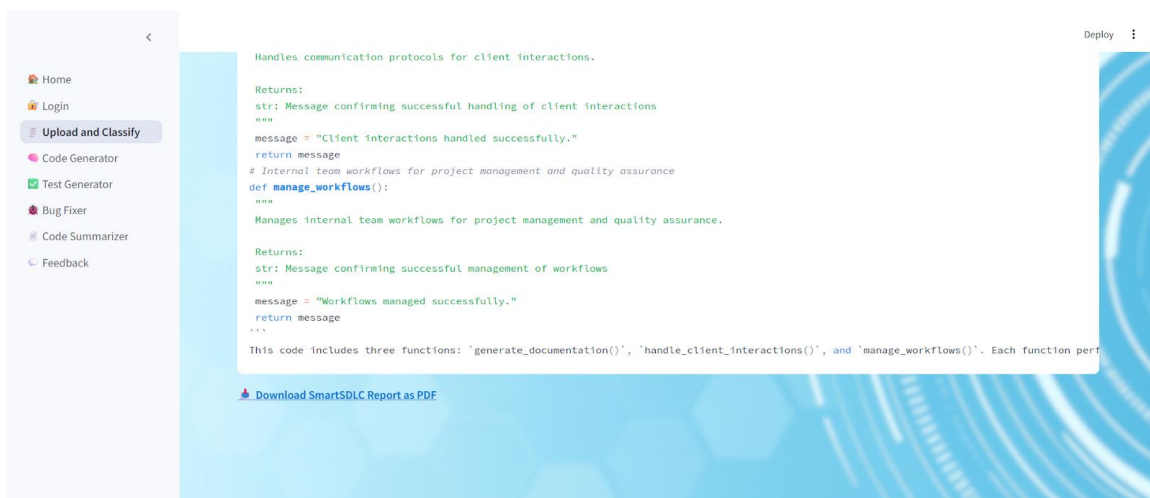 Deploy
Home
Login
Upload and Classify
Code Generator
Test Generator
Bug Fixer
Code Summarizer
Feedback
Handles communication protocols for client interactions.
Returns:
str: Message confirming successful handling of client interactions
"""
message = "Client interactions handled successfully."
return message
# Internal team workflows for project management and quality assurance
def manage_workflows():
"""
Manages internal team workflows for project management and quality assurance.
Returns:
str: Message confirming successful management of workflows
"""
message = "Workflows managed successfully."
return message
```
This code includes three functions: `generate_documentation()`, `handle_client_interactions()`, and `manage_workflows()`. Each function perf
Download SmartSDLC Report as PDF